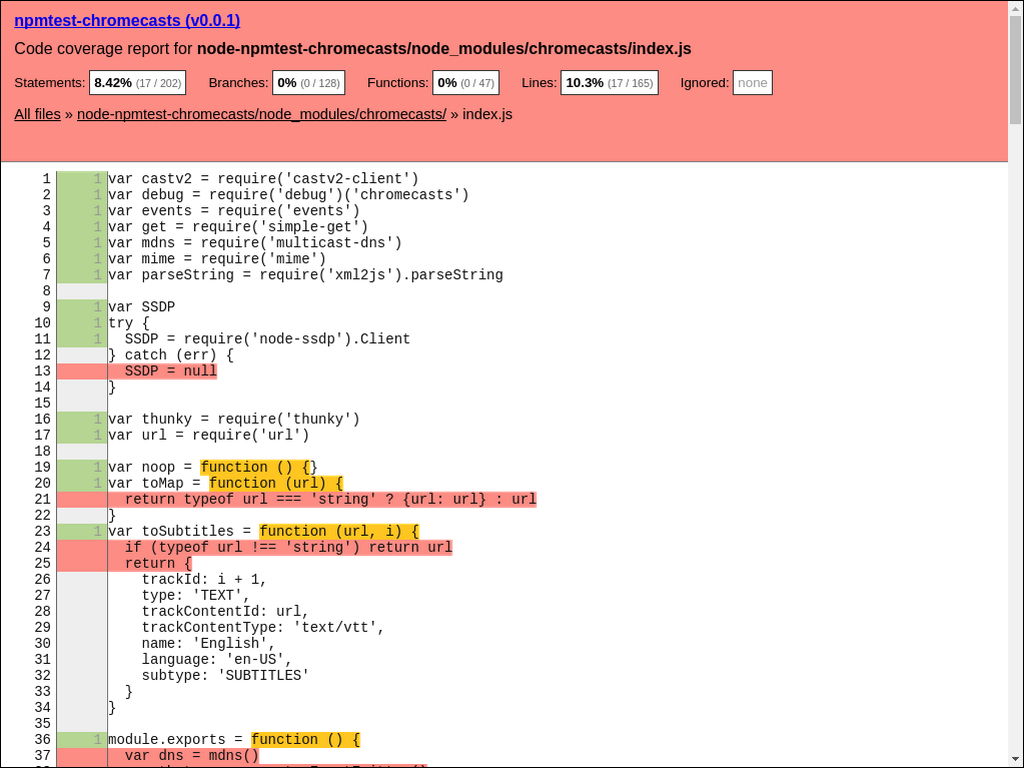 npmtest-chromecasts (v0.0.1)
Code coverage report for node-npmtest-chromecasts/node_modules/chromecasts/index.js
Statements: 8.42% (17 / 202) Branches: 0% (0 / 128) Functions: 0% (0 / 47) Lines: 10.3% (17 / 165) Ignored: none
All files » node-npmtest-chromecasts/node_modules/chromecasts/ » index.js
1 1 var castv2 = require('castv2-client')
2 1 var debug = require('debug')('chromecasts')
3 1 var events = require('events')
4 1 var get = require('simple-get')
5 1 var mdns = require('multicast-dns')
6 1 var mime = require('mime')
7 1 var parseString = require('xml2js').parseString
8
9 1 var SSDP
10 1 try {
11 1 SSDP = require('node-ssdp').Client
12 } catch (err) {
13 SSDP = null
14 }
15
16 1 var thunky = require('thunky')
17 1 var url = require('url')
18
19 1 var noop = function () {}
20 1 var toMap = function (url) {
21 return typeof url === 'string' ? {url: url} : url
22 }
23 1 var toSubtitles = function (url, i) {
24 if (typeof url !== 'string') return url
25 return {
26 trackId: i + 1,
27 type: 'TEXT',
28 trackContentId: url,
29 trackContentType: 'text/vtt',
30 name: 'English',
31 language: 'en-US',
32 subtype: 'SUBTITLES'
33 }
34 }
35
36 1 module.exports = function () {
37 var dns = mdns()